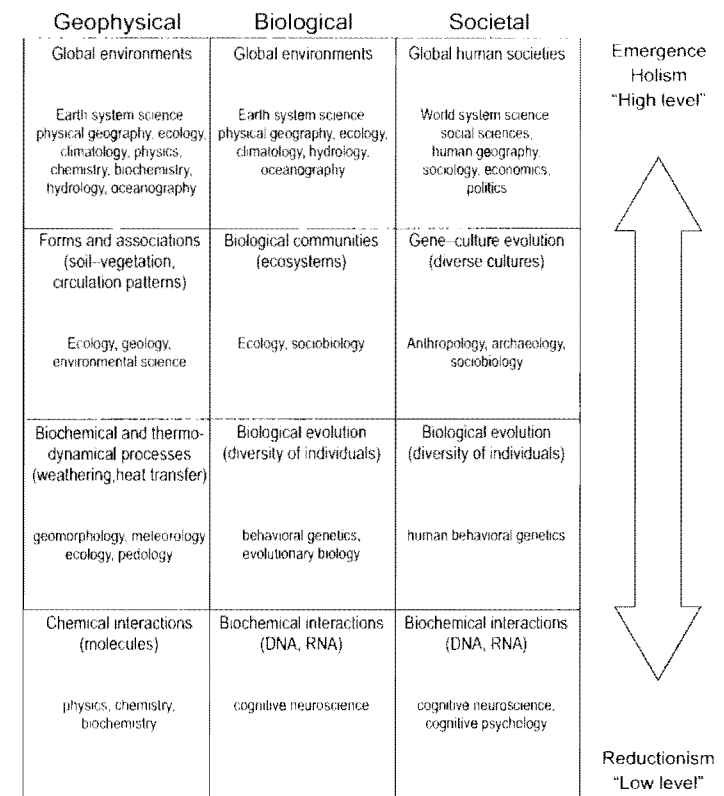 Geophysical
Biological
Societal
Global environments
Global environments
Global human societies
Earth system science
physical geography, ecology,
climatology, physics,
chemistry, biochemistry,
hydrology, oceanography
Earth system science
physical geography, ecology,
climatology, hydrology,
oceanography
World system science
social sciences,
human geography,
sociology, economics,
politics
Forms and associations
(soil–vegetation,
circulation patterns)
Biological communities
(ecosystems)
Gene–culture evolution
(diverse cultures)
Ecology, geology,
environmental science
Ecology, sociobiology
Anthropology, archaeology,
sociobiology
Biochemical and thermo-
dynamical processes
(weathering,heat transfer)
Biological evolution
(diversity of individuals)
Biological evolution
(diversity of individuals)
geomorphology, meteorology
ecology, pedology
behavioral genetics,
evolutionary biology
human behavioral genetics
Chemical interactions
(molecules)
Biochemical interactions
(DNA, RNA)
Biochemical interactions
(DNA, RNA)
physics, chemistry,
biochemistry
cognitive neuroscience
cognitive neuroscience,
cognitive psychology
Emergence
Holism
“High level”
Reductionism
“Low level”